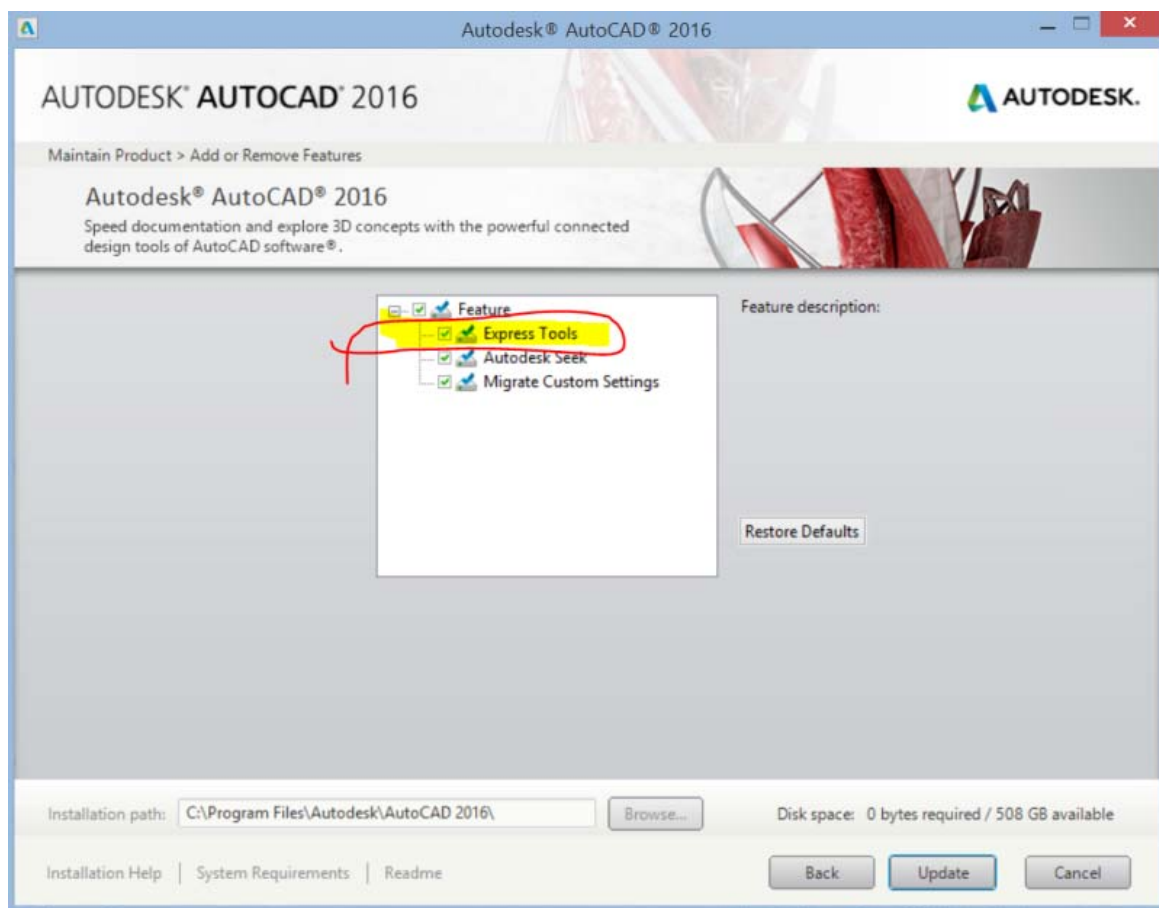 Autodesk® AutoCAD® 2016
AUTODESK® AUTOCAD® 2016
AUTODESK.
Maintain Product > Add or Remove Features
Autodesk® AutoCAD® 2016
Speed documentation and explore 3D concepts with the powerful connected
design tools of AutoCAD software®.
Feature
Express Tools
Autodesk Seek
Migrate Custom Settings
Feature description:
Restore Defaults
Installation path: C:\Program Files\Autodesk\AutoCAD 2016\ Browse... Disk space: 0 bytes required / 508 GB available
Installation Help | System Requirements | Readme Back Update Cancel